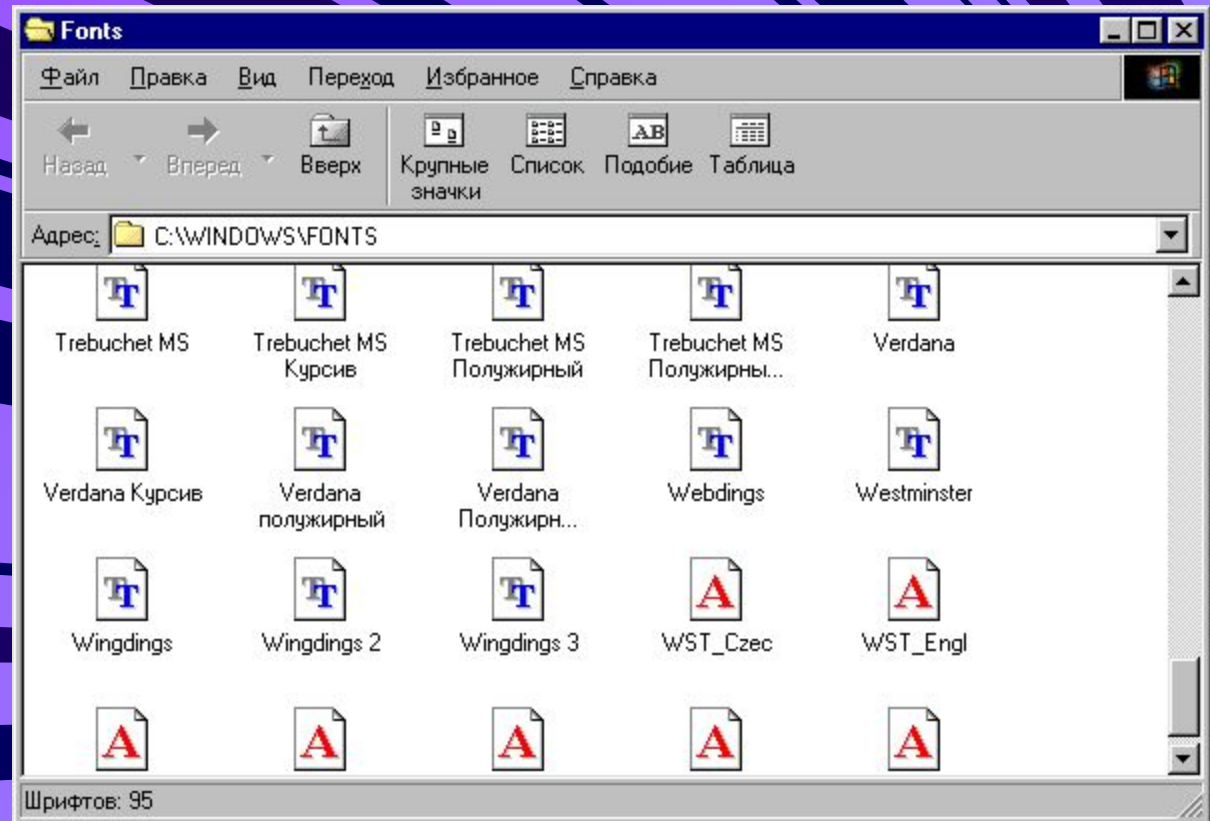 Fonts
Файл Правка Вид Переход Избранное Справка
Назад Вперед Вверх Крупные значки Список Подобие Таблица
Адрес: C:\WINDOWS\FONTS
Trebuchet MS
Trebuchet MS Курсив
Trebuchet MS Полужирный
Trebuchet MS Полужирны...
Verdana
Verdana Курсив
Verdana полужирный
Verdana Полужирн...
Webdings
Westminster
Wingdings
Wingdings 2
Wingdings 3
WST_Czec
WST_Engl
Шрифтов: 95